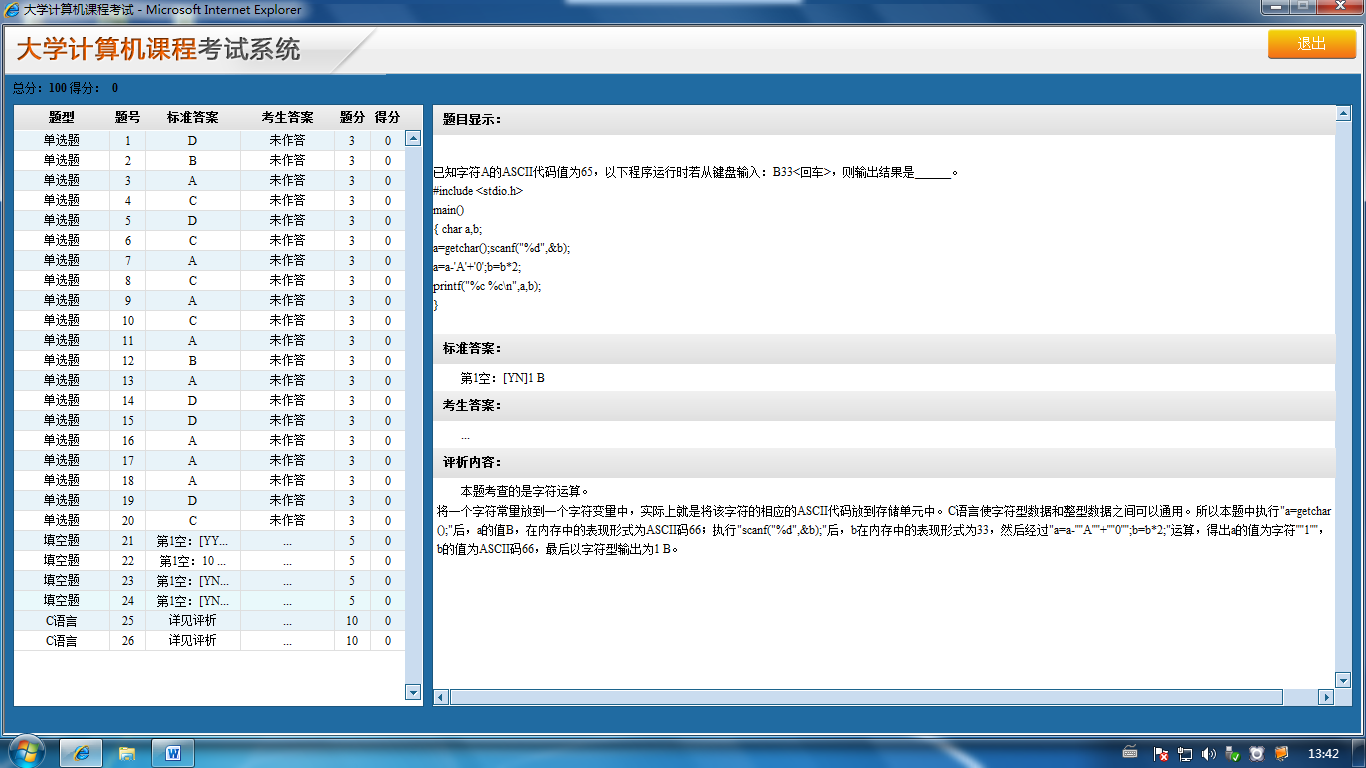 大学计算机课程考试 - Microsoft Internet Explorer
大学计算机课程考试系统
退出
总分：100 得分： 0
题型 题号 标准答案 考生答案 题分 得分
单选题 1 D 未作答 3 0
单选题 2 B 未作答 3 0
单选题 3 A 未作答 3 0
单选题 4 C 未作答 3 0
单选题 5 D 未作答 3 0
单选题 6 C 未作答 3 0
单选题 7 A 未作答 3 0
单选题 8 C 未作答 3 0
单选题 9 A 未作答 3 0
单选题 10 C 未作答 3 0
单选题 11 A 未作答 3 0
单选题 12 B 未作答 3 0
单选题 13 A 未作答 3 0
单选题 14 D 未作答 3 0
单选题 15 D 未作答 3 0
单选题 16 A 未作答 3 0
单选题 17 A 未作答 3 0
单选题 18 A 未作答 3 0
单选题 19 D 未作答 3 0
单选题 20 C 未作答 3 0
填空题 21 第1空：[YY... ... 5 0
填空题 22 第1空：10 ... ... 5 0
填空题 23 第1空：[YN... ... 5 0
填空题 24 第1空：[YN... ... 5 0
C语言 25 详见评析 ... 10 0
C语言 26 详见评析 ... 10 0
题目显示：
已知字符A的ASCII代码值为65，以下程序运行时若从键盘输入：B33<回车>，则输出结果是______。
#include <stdio.h>
main()
{ char a,b;
a=getchar();scanf("%d",&b);
a=a-'A'+'0';b=b*2;
printf("%c %c\n",a,b);
}
标准答案：
第1空：[YN]1 B
考生答案：
...
评析内容：
本题考查的是字符运算。
将一个字符常量放到一个字符变量中，实际上就是将该字符的相应的ASCII代码放到存储单元中。C语言使字符型数据和整型数据之间可以通用。所以本题中执行"a=getchar
();"后，a的值B，在内存中的表现形式为ASCII码66；执行"scanf("%d",&b);"后，b在内存中的表现形式为33，然后经过"a=a-""A""+""0"";b=b*2;"运算，得出a的值为字符""1""，
b的值为ASCII码66，最后以字符型输出为1 B。
13:42